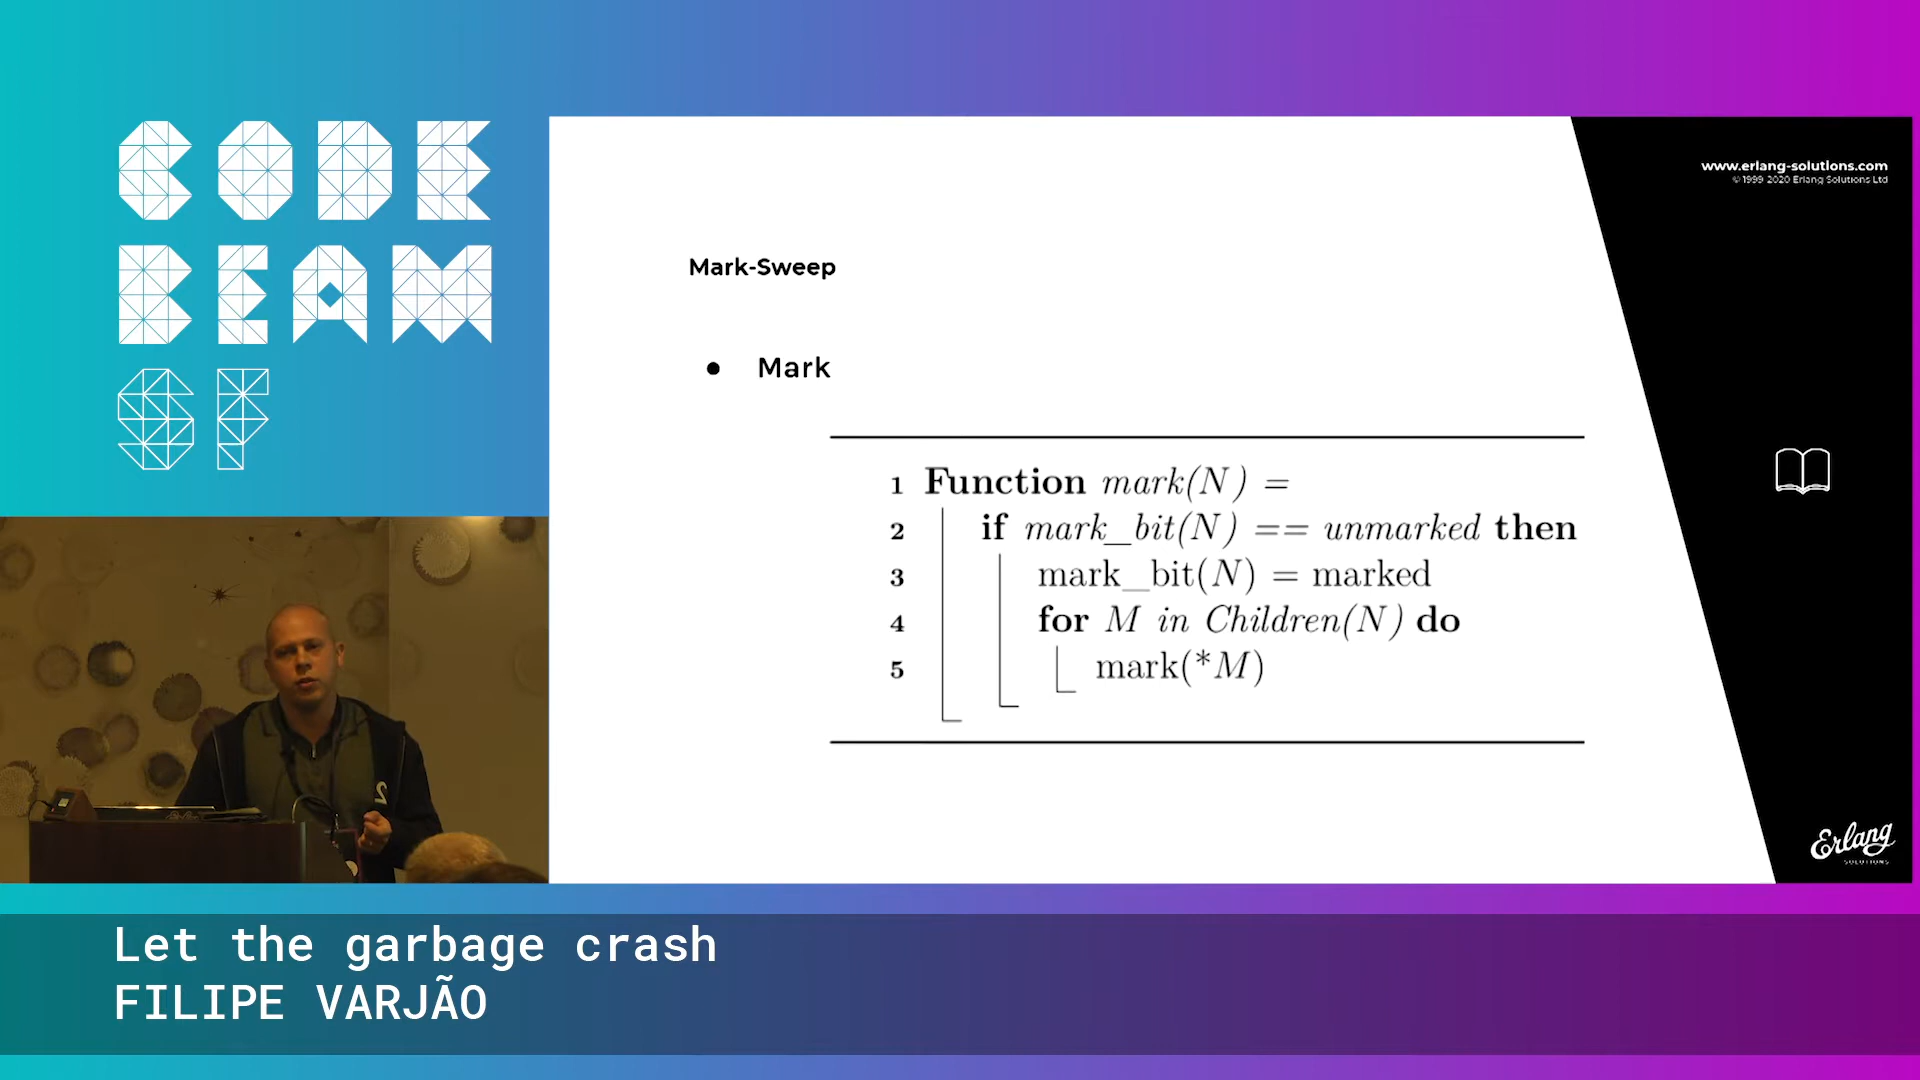 CODE
BEAM
SF
www.erlang-solutions.com
© 1999-2020 Erlang Solutions Ltd
Mark-Sweep
● Mark
1 Function mark(N) =
2 if mark_bit(N) == unmarked then
3 mark_bit(N) = marked
4 for M in Children(N) do
5 mark(*M)
Erlang
SOLUTIONS
Let the garbage crash
FILIPE VARJÃO